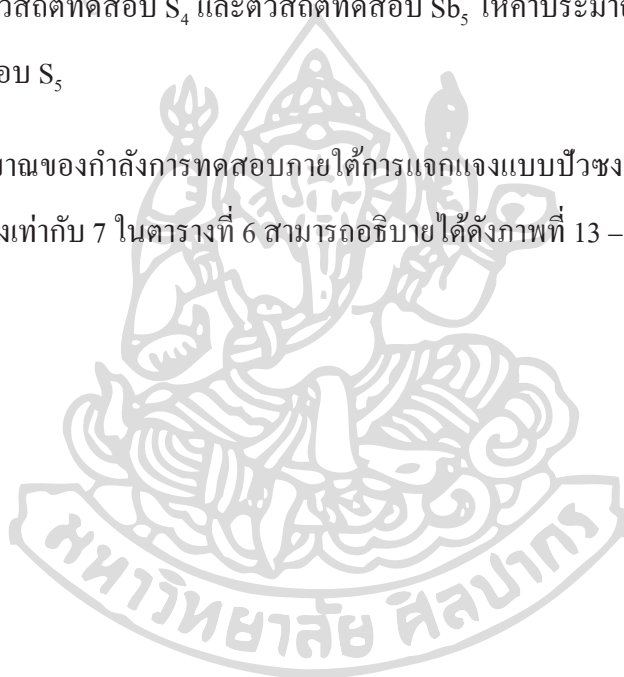 วสถิตทดสอบ S₄ และตัวสถิตทดสอบ Sb₅ ให้ค่าประมาณ
อบ S₅
าณของกำลังการทดสอบภายใต้การแจกแจงแบบปัวซง
งเท่ากับ 7 ในตารางที่ 6 สามารถอธิบายได้ดังภาพที่ 13 –
มหาวิทยาลัย ศิลปากร